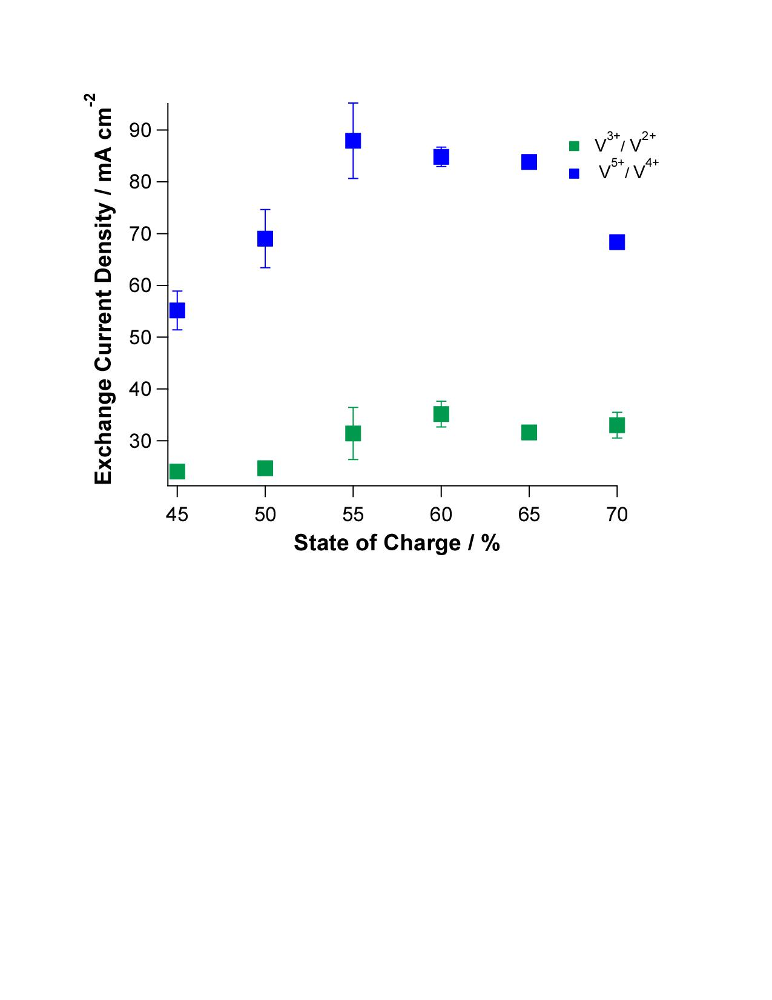 Exchange Current Density / mA cm-2
90
80
70
60
50
40
30
V3+/ V2+
V5+/ V4+
45 50 55 60 65 70
State of Charge / %